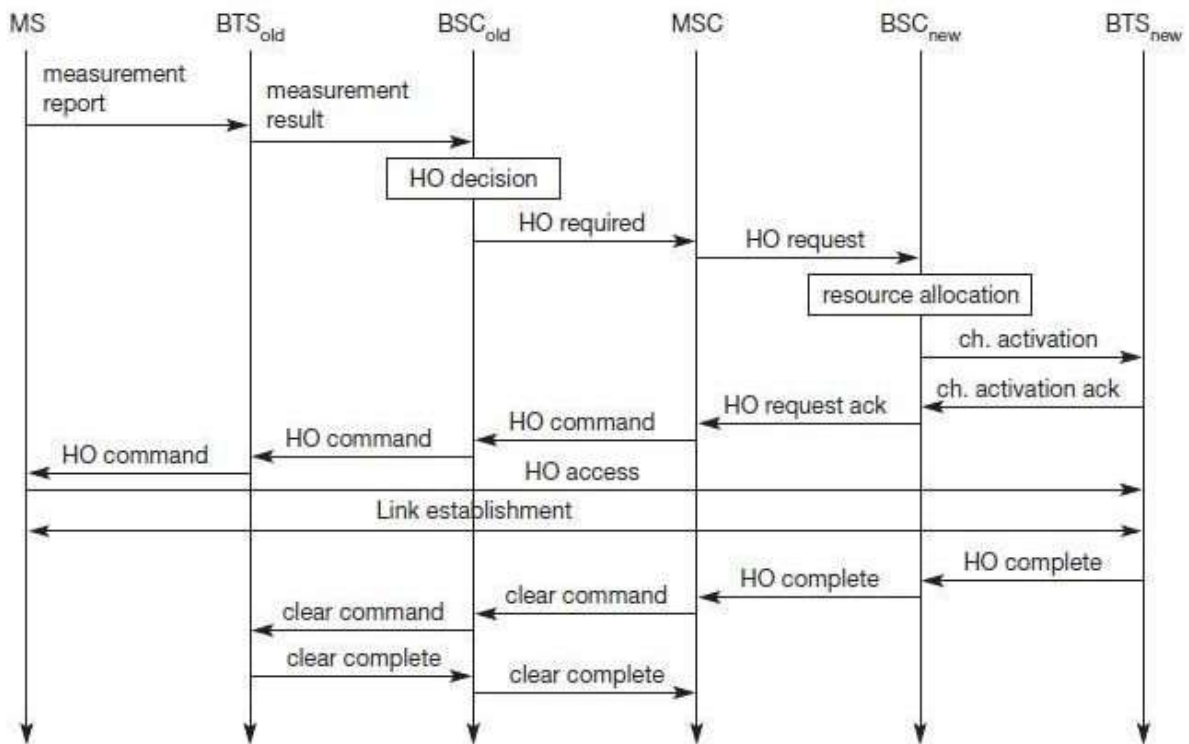 MS BTSold BSCold MSC BSCnew BTSnew
measurement
report
measurement
result
HO decision
HO required
HO request
resource allocation
ch. activation
ch. activation ack
HO request ack
HO command
HO command
HO command
HO access
Link establishment
HO complete
HO complete
clear command
clear command
clear complete
clear complete